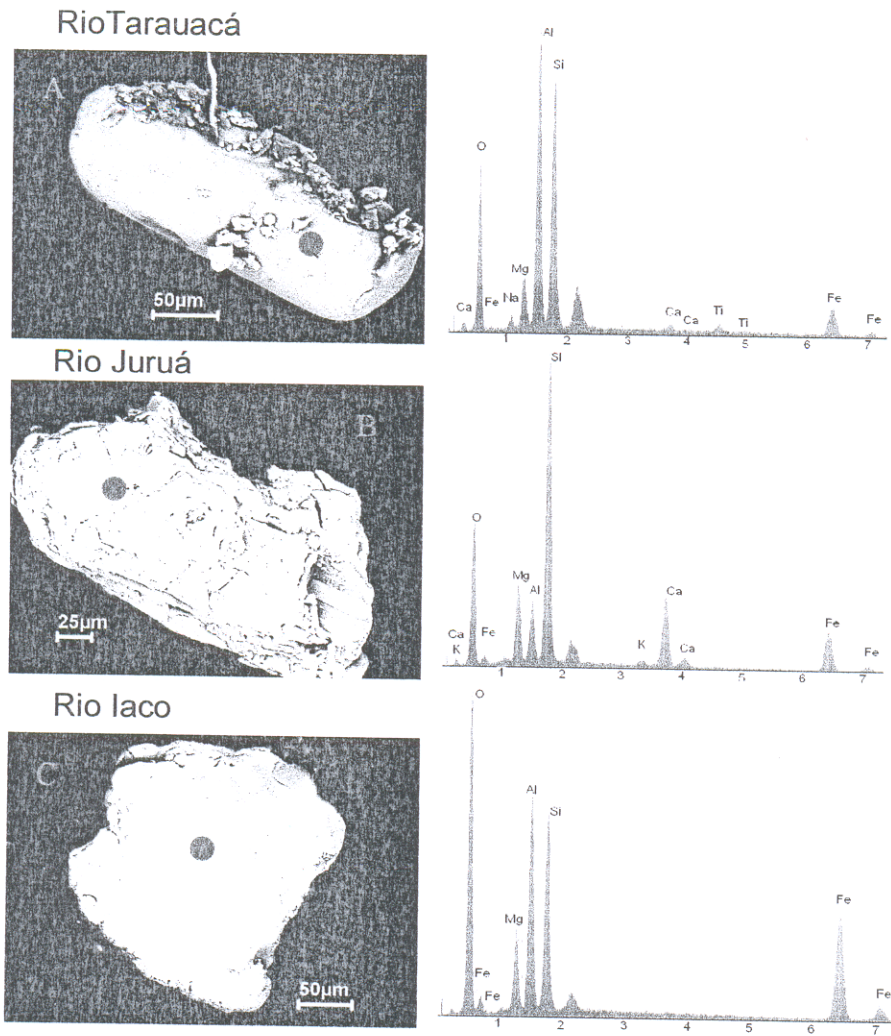 RioTarauacá
A
50µm
Al
Si
O
Mg
Ca
Fe
Na
Ca
Ca
Ti
Ti
Fe
Fe
1 2 3 4 5 6 7
Rio Juruá
B
25µm
Si
O
Mg
Al
Ca
K
Fe
K
Ca
Ca
Fe
Fe
1 2 3 4 5 6 7
Rio Iaco
C
50µm
O
Al
Si
Mg
Fe
Fe
Fe
Fe
1 2 3 4 5 6 7